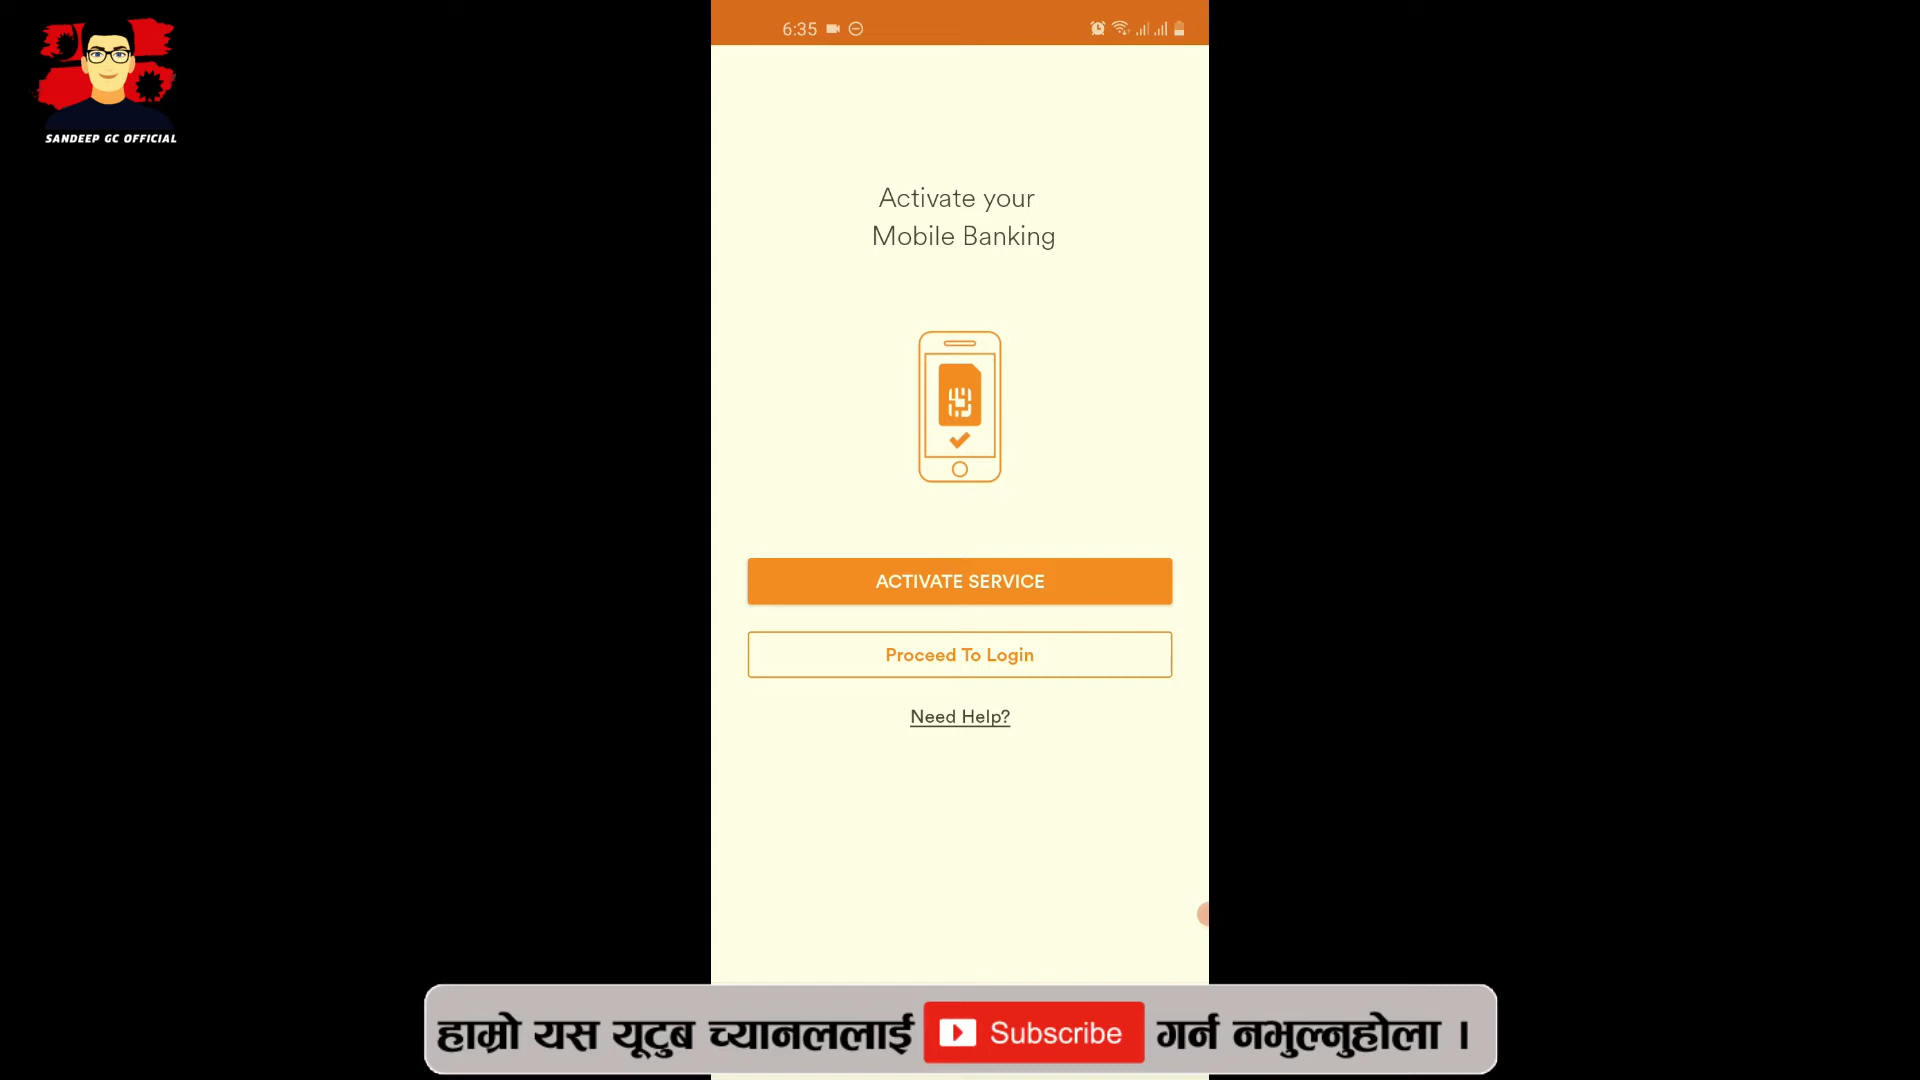 SANDEEP GC OFFICIAL
6:35
Activate your
Mobile Banking
ACTIVATE SERVICE
Proceed To Login
Need Help?
हाम्रो यस यूटुब च्यानललाई Subscribe गर्न नभुल्नुहोला ।